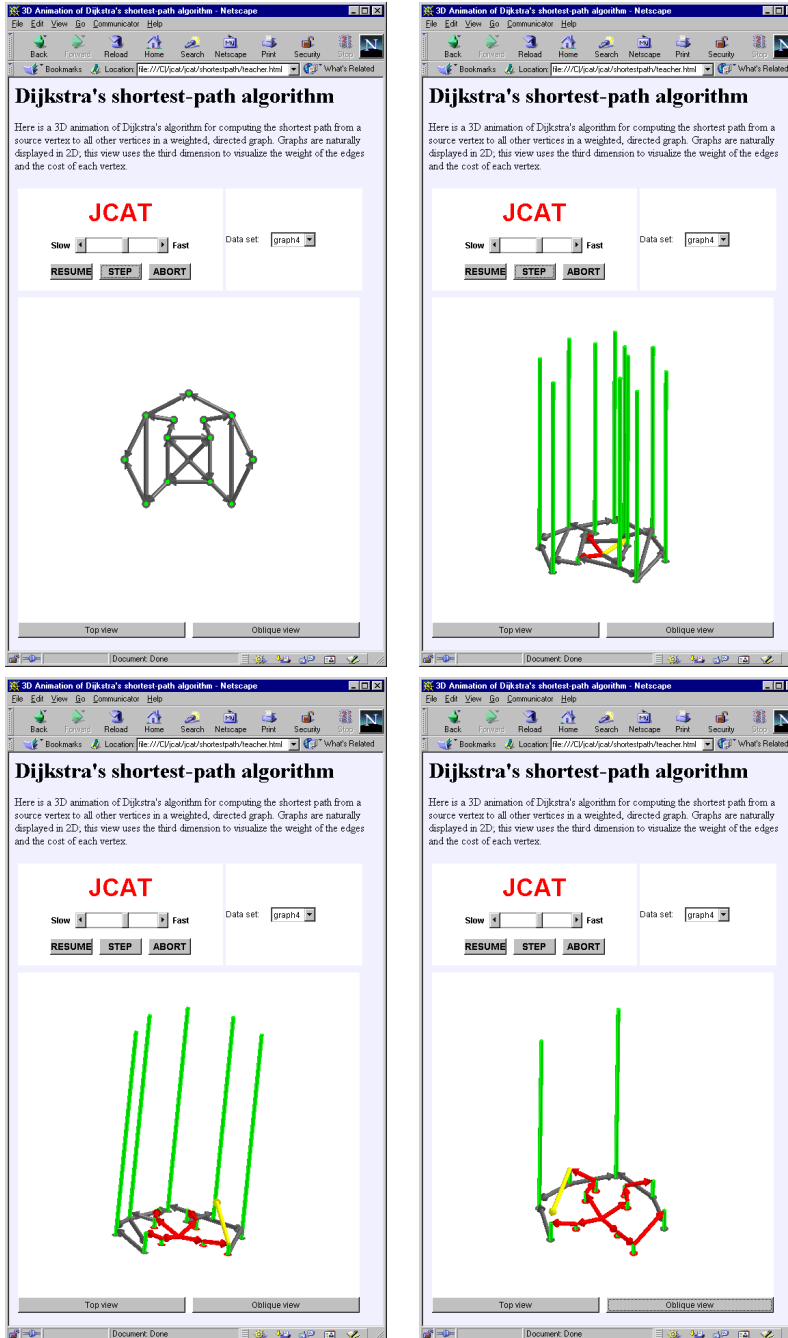 3D Animation of Dijkstra's shortest-path algorithm - Netscape
File Edit View Go Communicator Help
Back Forward Reload Home Search Netscape Print Security Stop
Bookmarks Location: file:///C|/jcat/jcat/shortestpath/teacher.html What's Related
Dijkstra's shortest-path algorithm
Here is a 3D animation of Dijkstra's algorithm for computing the shortest path from a
source vertex to all other vertices in a weighted, directed graph. Graphs are naturally
displayed in 2D; this view uses the third dimension to visualize the weight of the edges
and the cost of each vertex.
JCAT
Slow Fast
Data set: graph4
RESUME STEP ABORT
Top view Oblique view
Document: Done
3D Animation of Dijkstra's shortest-path algorithm - Netscape
File Edit View Go Communicator Help
Back Forward Reload Home Search Netscape Print Security Stop
Bookmarks Location: file:///C|/jcat/jcat/shortestpath/teacher.html What's Related
Dijkstra's shortest-path algorithm
Here is a 3D animation of Dijkstra's algorithm for computing the shortest path from a
source vertex to all other vertices in a weighted, directed graph. Graphs are naturally
displayed in 2D; this view uses the third dimension to visualize the weight of the edges
and the cost of each vertex.
JCAT
Slow Fast
Data set: graph4
RESUME STEP ABORT
Top view Oblique view
Document: Done
3D Animation of Dijkstra's shortest-path algorithm - Netscape
File Edit View Go Communicator Help
Back Forward Reload Home Search Netscape Print Security Stop
Bookmarks Location: file:///C|/jcat/jcat/shortestpath/teacher.html What's Related
Dijkstra's shortest-path algorithm
Here is a 3D animation of Dijkstra's algorithm for computing the shortest path from a
source vertex to all other vertices in a weighted, directed graph. Graphs are naturally
displayed in 2D; this view uses the third dimension to visualize the weight of the edges
and the cost of each vertex.
JCAT
Slow Fast
Data set: graph4
RESUME STEP ABORT
Top view Oblique view
Document: Done
3D Animation of Dijkstra's shortest-path algorithm - Netscape
File Edit View Go Communicator Help
Back Forward Reload Home Search Netscape Print Security Stop
Bookmarks Location: file:///C|/jcat/jcat/shortestpath/teacher.html What's Related
Dijkstra's shortest-path algorithm
Here is a 3D animation of Dijkstra's algorithm for computing the shortest path from a
source vertex to all other vertices in a weighted, directed graph. Graphs are naturally
displayed in 2D; this view uses the third dimension to visualize the weight of the edges
and the cost of each vertex.
JCAT
Slow Fast
Data set: graph4
RESUME STEP ABORT
Top view Oblique view
Document: Done